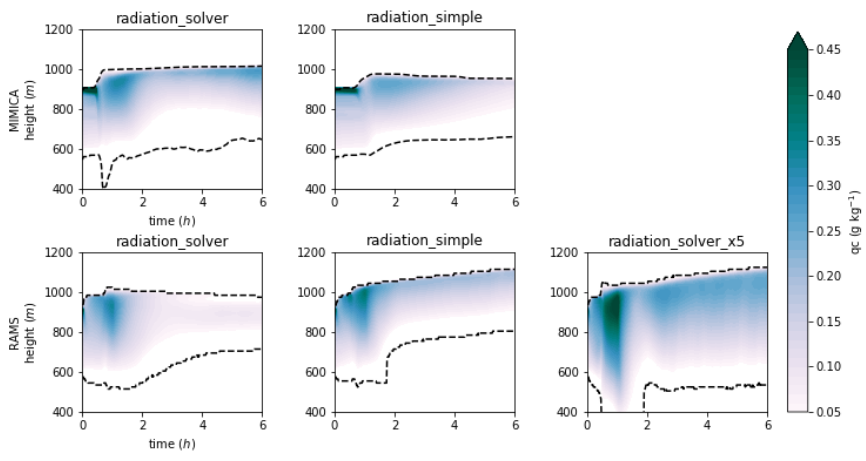 radiation_solver
radiation_simple
1200
1000
800
600
400
MIMICA
height (m)
0 2 4 6
time (h)
1200
1000
800
600
400
0 2 4 6
radiation_solver
radiation_simple
radiation_solver_x5
1200
1000
800
600
400
RAMS
height (m)
0 2 4 6
time (h)
1200
1000
800
600
400
0 2 4 6
1200
1000
800
600
400
0 2 4 6
0.45
0.40
0.35
0.30
0.25
0.20
0.15
0.10
0.05
qc (g kg⁻¹)